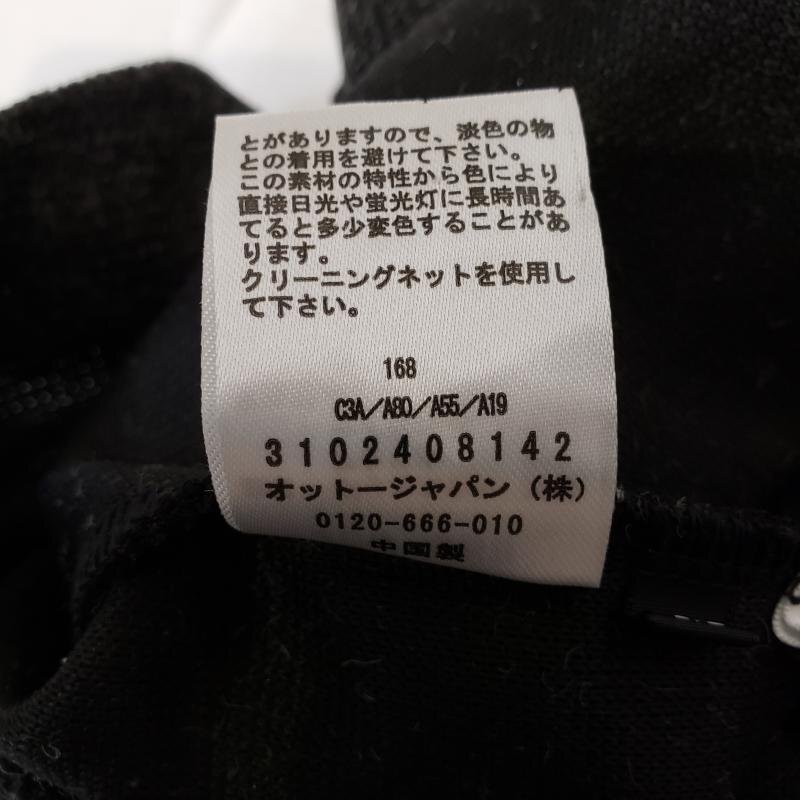 とがありますので、淡色の物
との着用を避けて下さい。
この素材の特性から色により
直接日光や蛍光灯に長時間あ
てると多少変色することがあ
ります。
クリーニングネットを使用し
て下さい。
168
C3A/A80/A55/A19
3102408142
オットージャパン（株）
0120-666-010
中国製